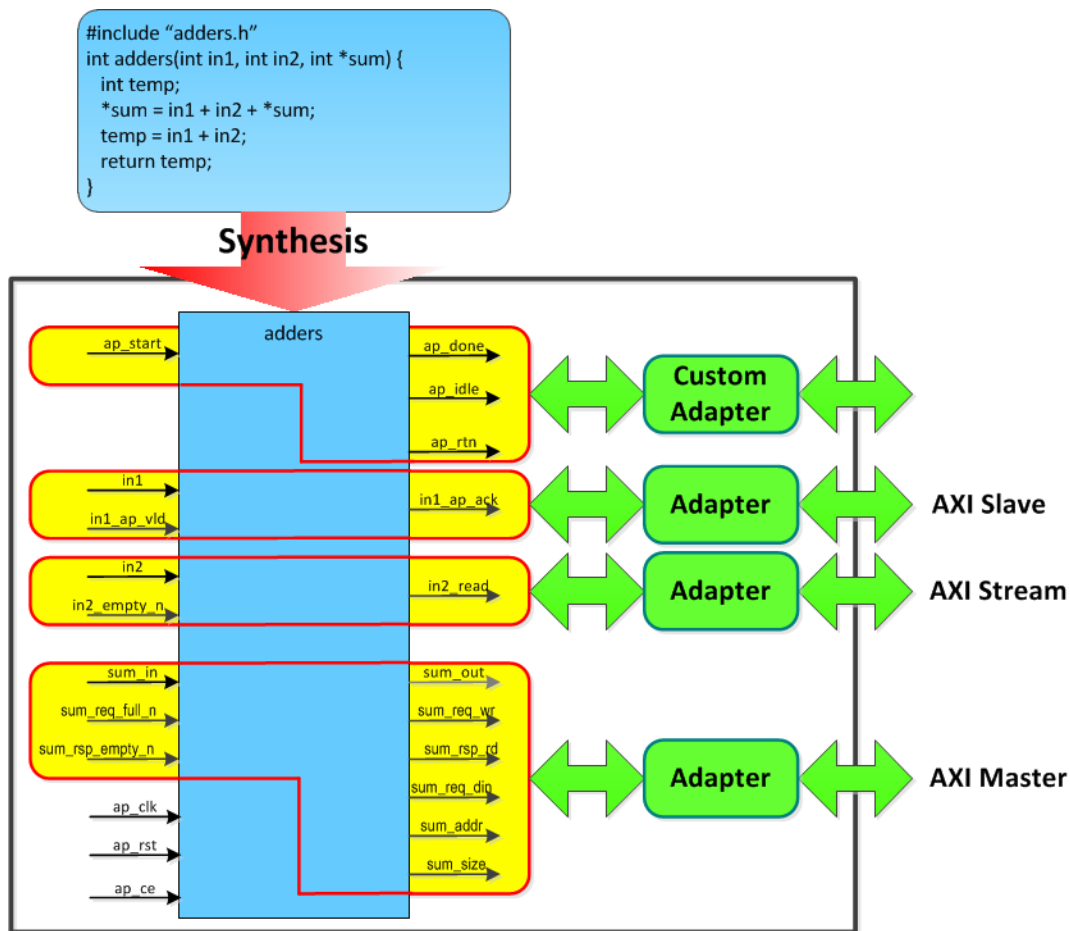 #include “adders.h”
int adders(int in1, int in2, int *sum) {
int temp;
*sum = in1 + in2 + *sum;
temp = in1 + in2;
return temp;
}
Synthesis
adders
ap_start
ap_done
ap_idle
ap_rtn
Custom
Adapter
in1
in1_ap_vld
in1_ap_ack
Adapter
AXI Slave
in2
in2_empty_n
in2_read
Adapter
AXI Stream
sum_in
sum_req_full_n
sum_rsp_empty_n
sum_out
sum_req_wr
sum_rsp_rd
sum_req_din
sum_addr
sum_size
Adapter
AXI Master
ap_clk
ap_rst
ap_ce